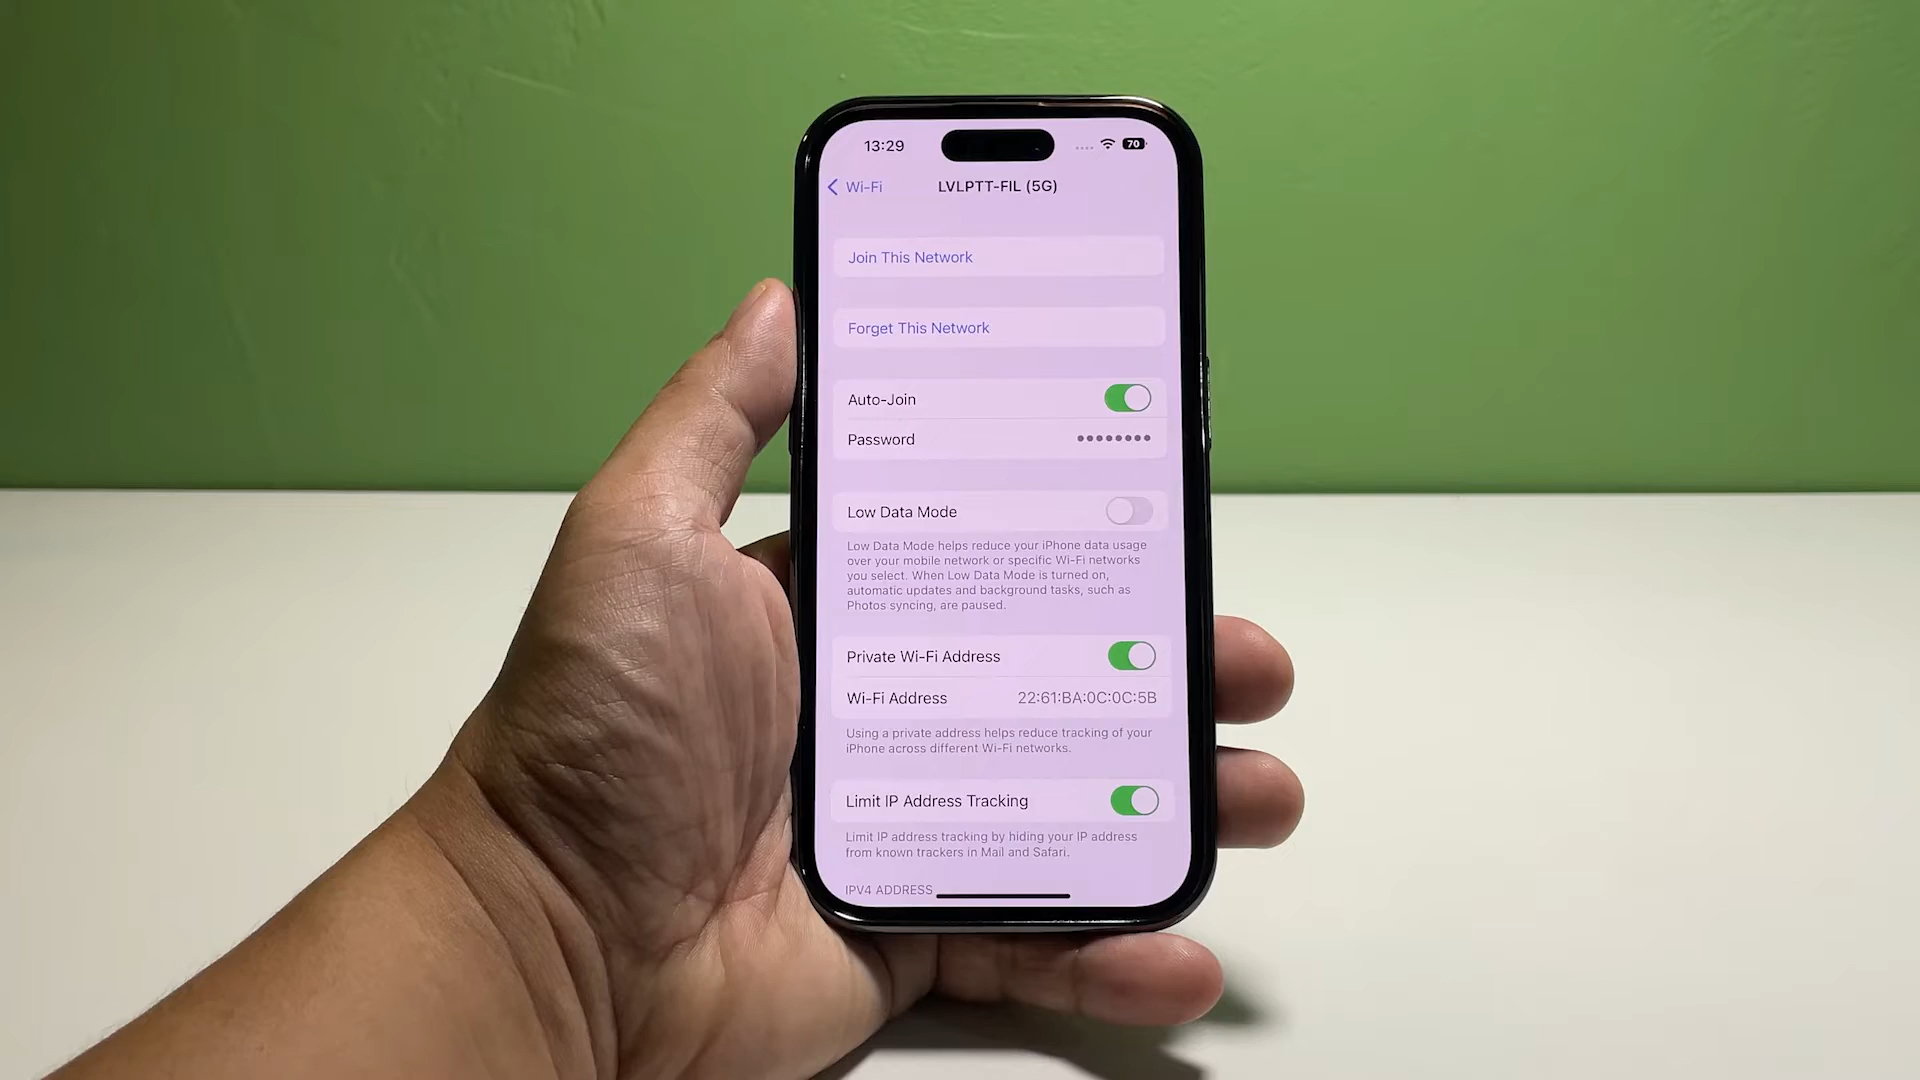 13:29
70
Wi-Fi
LVLPTT-FIL (5G)
Join This Network
Forget This Network
Auto-Join
Password ••••••••
Low Data Mode
Low Data Mode helps reduce your iPhone data usage
over your mobile network or specific Wi-Fi networks
you select. When Low Data Mode is turned on,
automatic updates and background tasks, such as
Photos syncing, are paused.
Private Wi-Fi Address
Wi-Fi Address 22:61:BA:0C:0C:5B
Using a private address helps reduce tracking of your
iPhone across different Wi-Fi networks.
Limit IP Address Tracking
Limit IP address tracking by hiding your IP address
from known trackers in Mail and Safari.
IPV4 ADDRESS